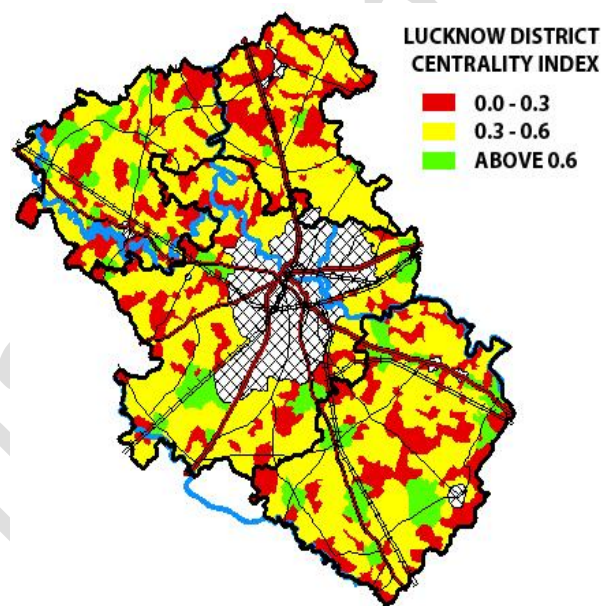 LUCKNOW DISTRICT
CENTRALITY INDEX
0.0 - 0.3
0.3 - 0.6
ABOVE 0.6